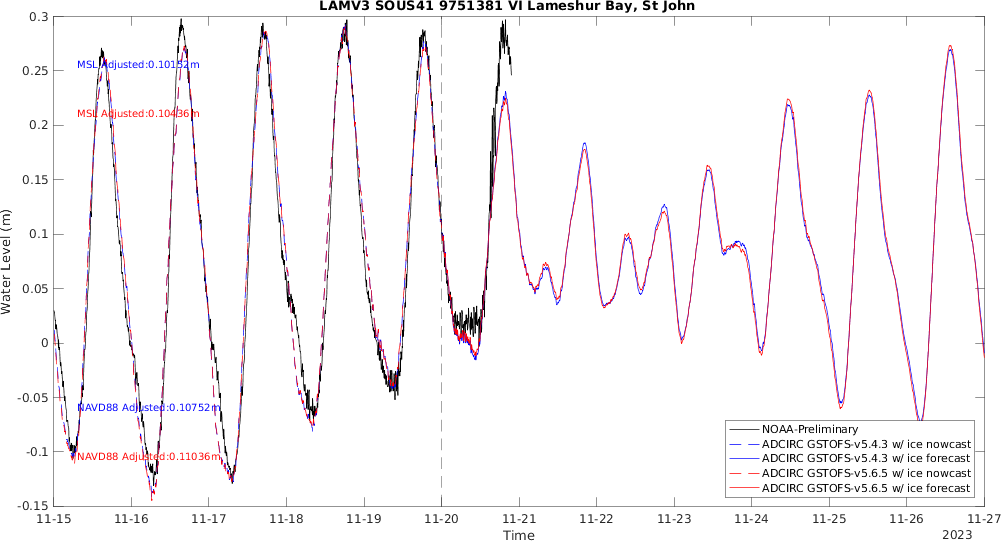 LAMV3 SOUS41 9751381 VI Lameshur Bay, St John
Water Level (m)
0.3
0.25
0.2
0.15
0.1
0.05
0
-0.05
-0.1
-0.15
MSL Adjusted:0.10152m
MSL Adjusted:0.10436m
NAVD88 Adjusted:0.10752m
NAVD88 Adjusted:0.11036m
NOAA-Preliminary
ADCIRC GSTOFS-v5.4.3 w/ ice nowcast
ADCIRC GSTOFS-v5.4.3 w/ ice forecast
ADCIRC GSTOFS-v5.6.5 w/ ice nowcast
ADCIRC GSTOFS-v5.6.5 w/ ice forecast
11-15 11-16 11-17 11-18 11-19 11-20 11-21 11-22 11-23 11-24 11-25 11-26 11-27
Time
2023